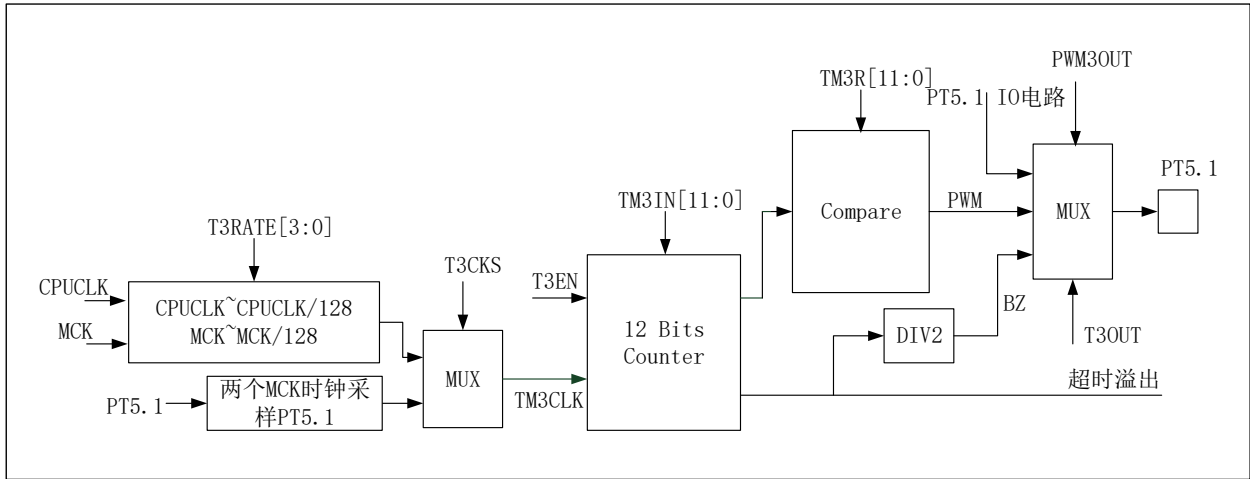 PWM3OUT
TM3R[11:0]
PT5.1 IO电路
PT5.1
TM3IN[11:0]
Compare
PWM
MUX
T3RATE[3:0]
T3CKS
T3EN
CPUCLK
CPUCLK~CPUCLK/128
MCK
MCK~MCK/128
12 Bits
Counter
BZ
DIV2
T3OUT
MUX
超时溢出
PT5.1
两个MCK时钟采
样PT5.1
TM3CLK